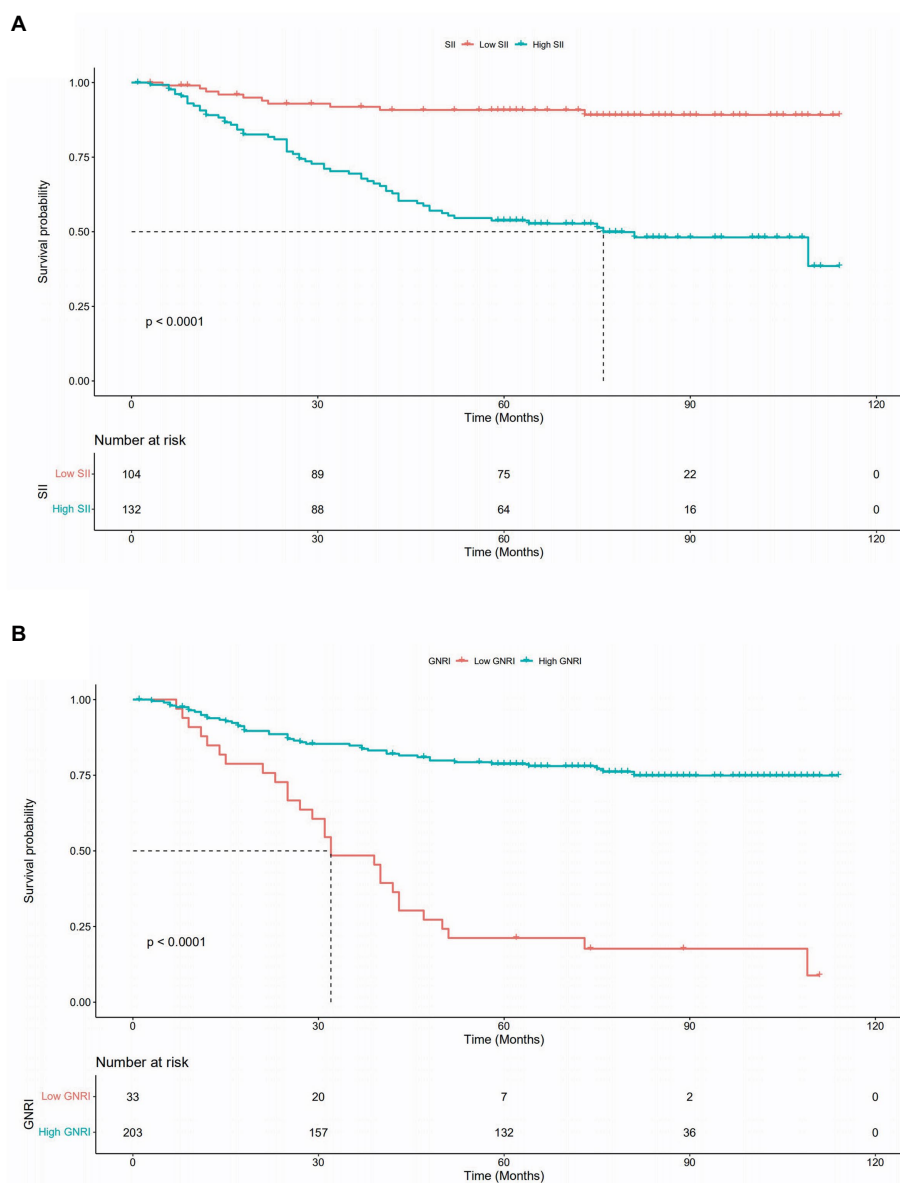 A
SII Low SII High SII
1.00
0.75
0.50
0.25
0.00
Survival probability
p < 0.0001
0 30 60 90 120
Time (Months)
Number at risk
SII
Low SII 104 89 75 22 0
High SII 132 88 64 16 0
0 30 60 90 120
Time (Months)
B
GNRI Low GNRI High GNRI
1.00
0.75
0.50
0.25
0.00
Survival probability
p < 0.0001
0 30 60 90 120
Time (Months)
Number at risk
GNRI
Low GNRI 33 20 7 2 0
High GNRI 203 157 132 36 0
0 30 60 90 120
Time (Months)